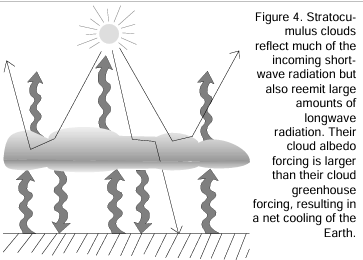 Figure 4. Stratocu-
mulus clouds
reflect much of the
incoming short-
wave radiation but
also reemit large
amounts of
longwave
radiation. Their
cloud albedo
forcing is larger
than their cloud
greenhouse
forcing, resulting in
a net cooling of the
Earth.